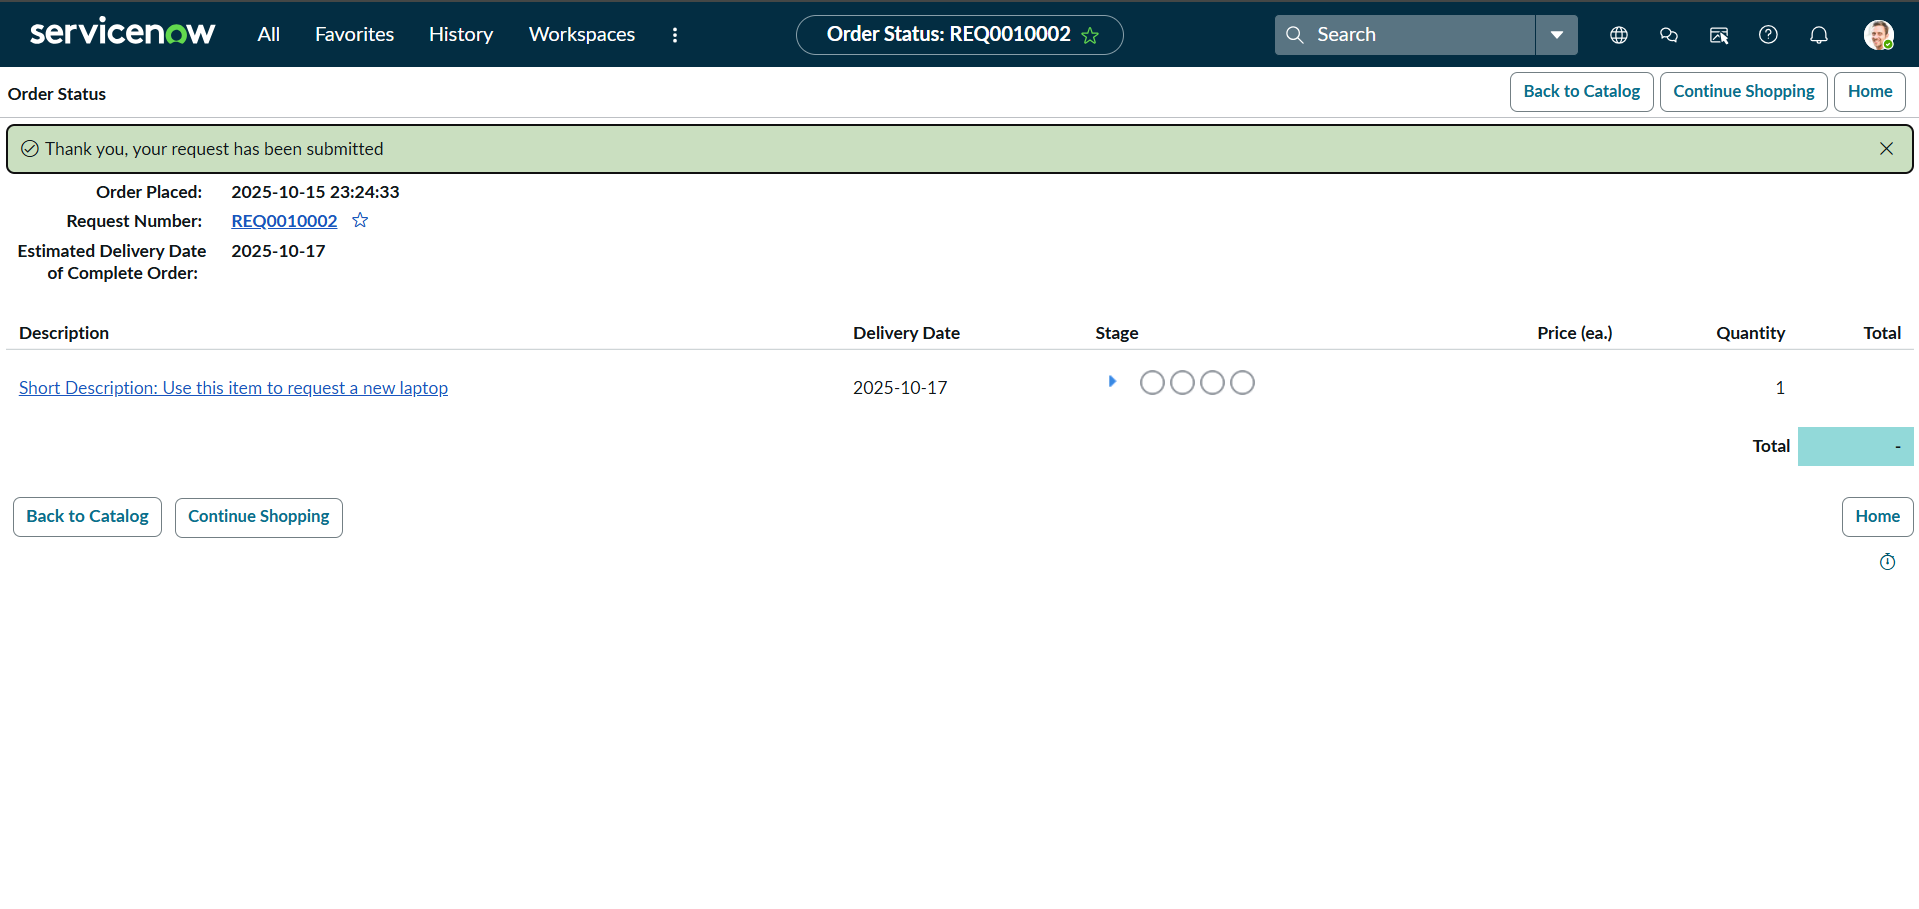 servicenow All Favorites History Workspaces Order Status: REQ0010002 Search
Order Status Back to Catalog Continue Shopping Home
Thank you, your request has been submitted
Order Placed: 2025-10-15 23:24:33
Request Number: REQ0010002
Estimated Delivery Date 2025-10-17
of Complete Order:
Description Delivery Date Stage Price (ea.) Quantity Total
Short Description: Use this item to request a new laptop 2025-10-17 1
Total -
Back to Catalog Continue Shopping Home